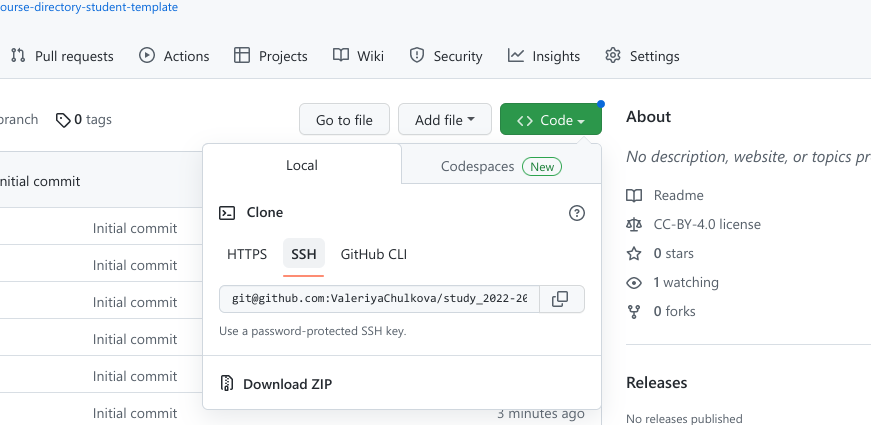 ourse-directory-student-template
Pull requests Actions Projects Wiki Security Insights Settings
branch 0 tags Go to file Add file Code
Local Codespaces New
nitial commit
Clone
HTTPS SSH GitHub CLI
git@github.com:ValeriyaChulkova/study_2022-20
Use a password-protected SSH key.
Download ZIP
Initial commit
Initial commit
Initial commit
Initial commit
Initial commit
Initial commit 3 minutes ago
About
No description, website, or topics pr
Readme
CC-BY-4.0 license
0 stars
1 watching
0 forks
Releases
No releases published